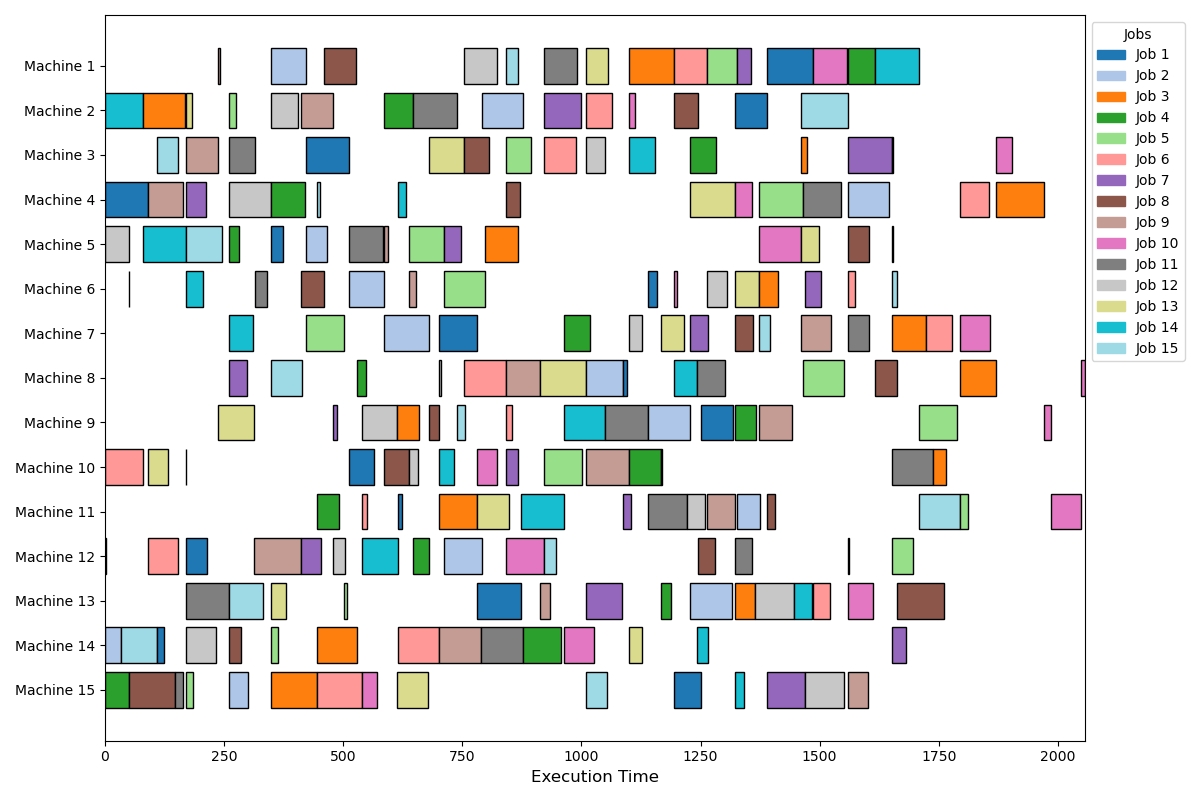 Machine 1
Machine 2
Machine 3
Machine 4
Machine 5
Machine 6
Machine 7
Machine 8
Machine 9
Machine 10
Machine 11
Machine 12
Machine 13
Machine 14
Machine 15
0 250 500 750 1000 1250 1500 1750 2000
Execution Time
Jobs
Job 1
Job 2
Job 3
Job 4
Job 5
Job 6
Job 7
Job 8
Job 9
Job 10
Job 11
Job 12
Job 13
Job 14
Job 15